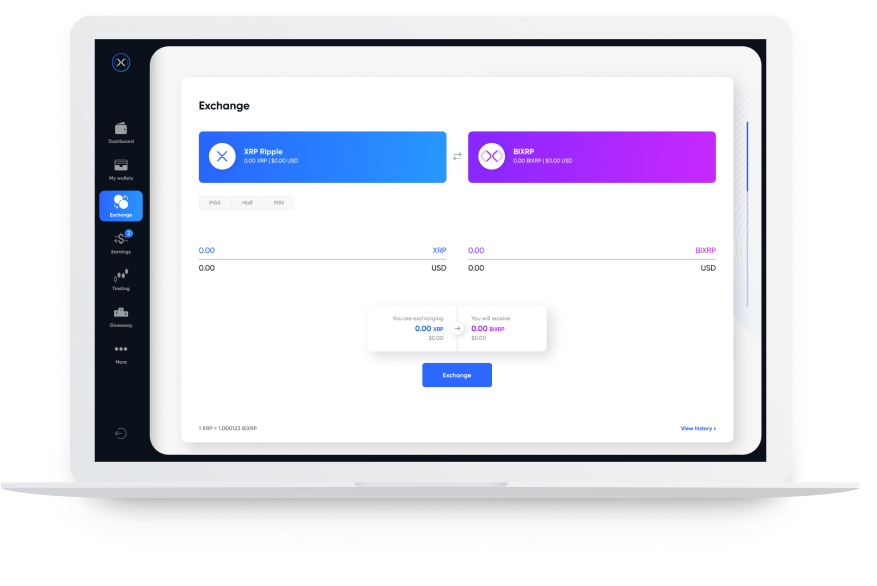 Dashboard
My wallets
Exchange
2
Earnings
Trading
Giveaway
More
Exchange
XRP Ripple
0.00 XRP | $0.00 USD
BIXRP
0.00 BIXRP | $0.00 USD
MAX Half MIN
0.00 XRP
0.00 USD
0.00 BIXRP
0.00 USD
You are exchanging
0.00 XRP
$0.00
You will receive
0.00 BIXRP
$0.00
Exchange
1 XRP = 1,000123 BIXRP
View history